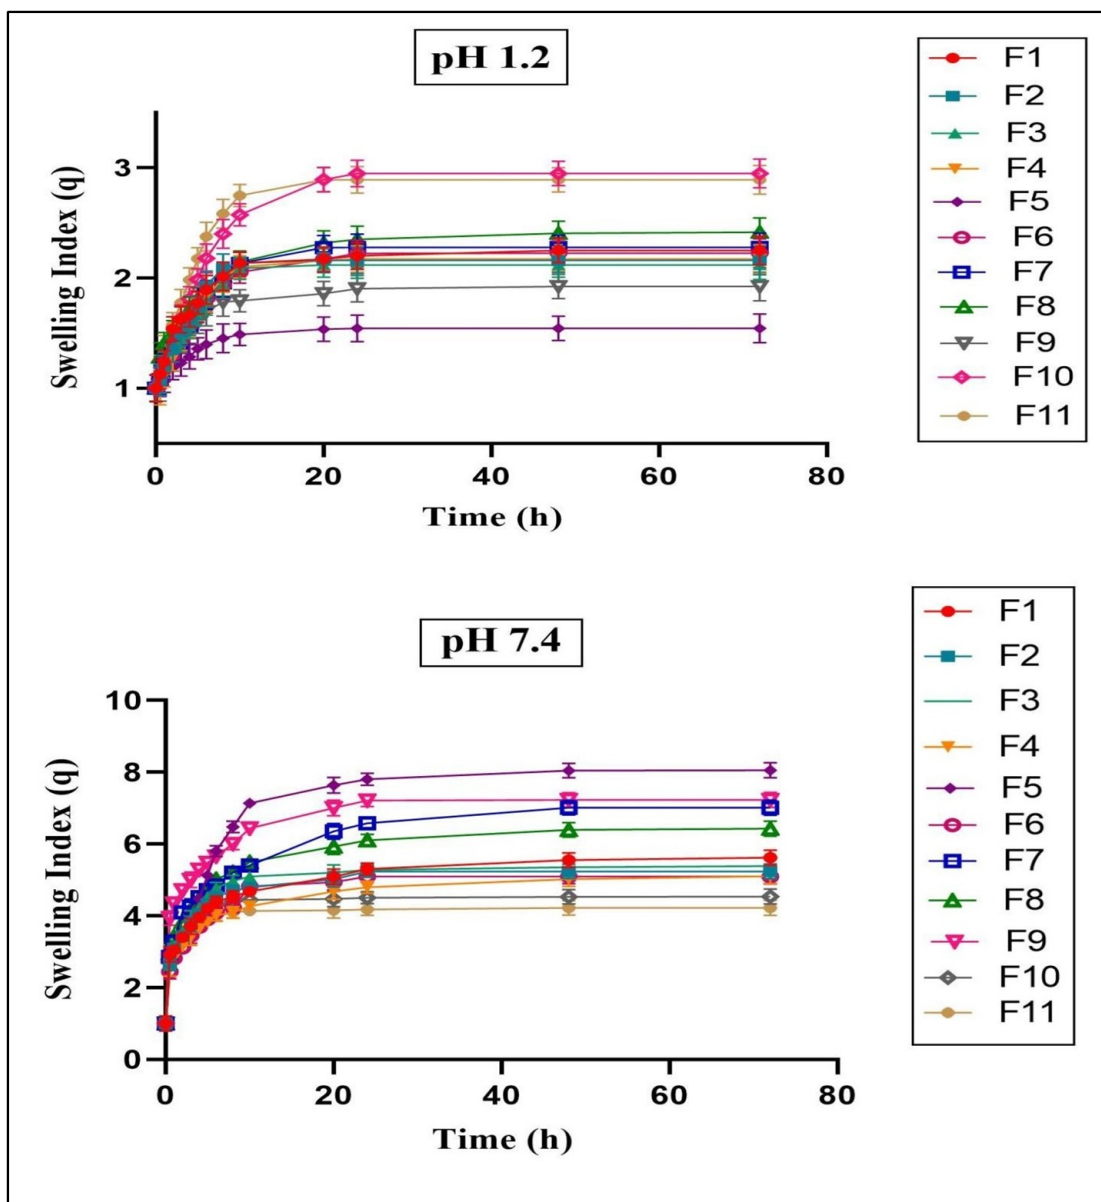 pH 1.2
F1
F2
F3
F4
F5
F6
F7
F8
F9
F10
F11
Swelling Index (q)
3
2
1
0
20
40
60
80
Time (h)
pH 7.4
F1
F2
F3
F4
F5
F6
F7
F8
F9
F10
F11
Swelling Index (q)
10
8
6
4
2
0
0
20
40
60
80
Time (h)